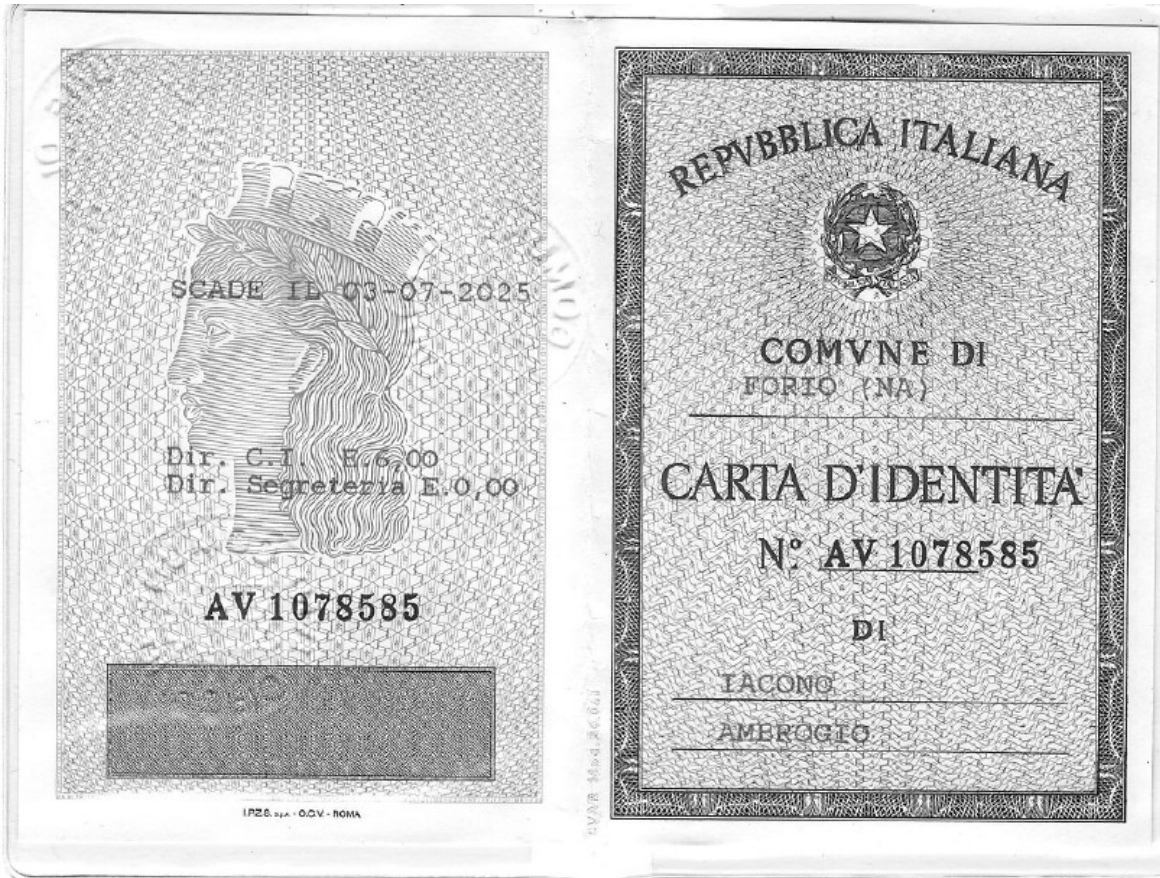 SCADE IL 03-07-2025
Dir. C.I. E.6,00
Dir. Segreteria E.0,00
AV 1078585
I.P.Z.S. s.p.A. - O.C.V. - ROMA
REPVBBLICA ITALIANA
COMVNE DI
FORIO (NA)
CARTA D'IDENTITA'
N° AV 1078585
DI
IACONO
AMBROGIO